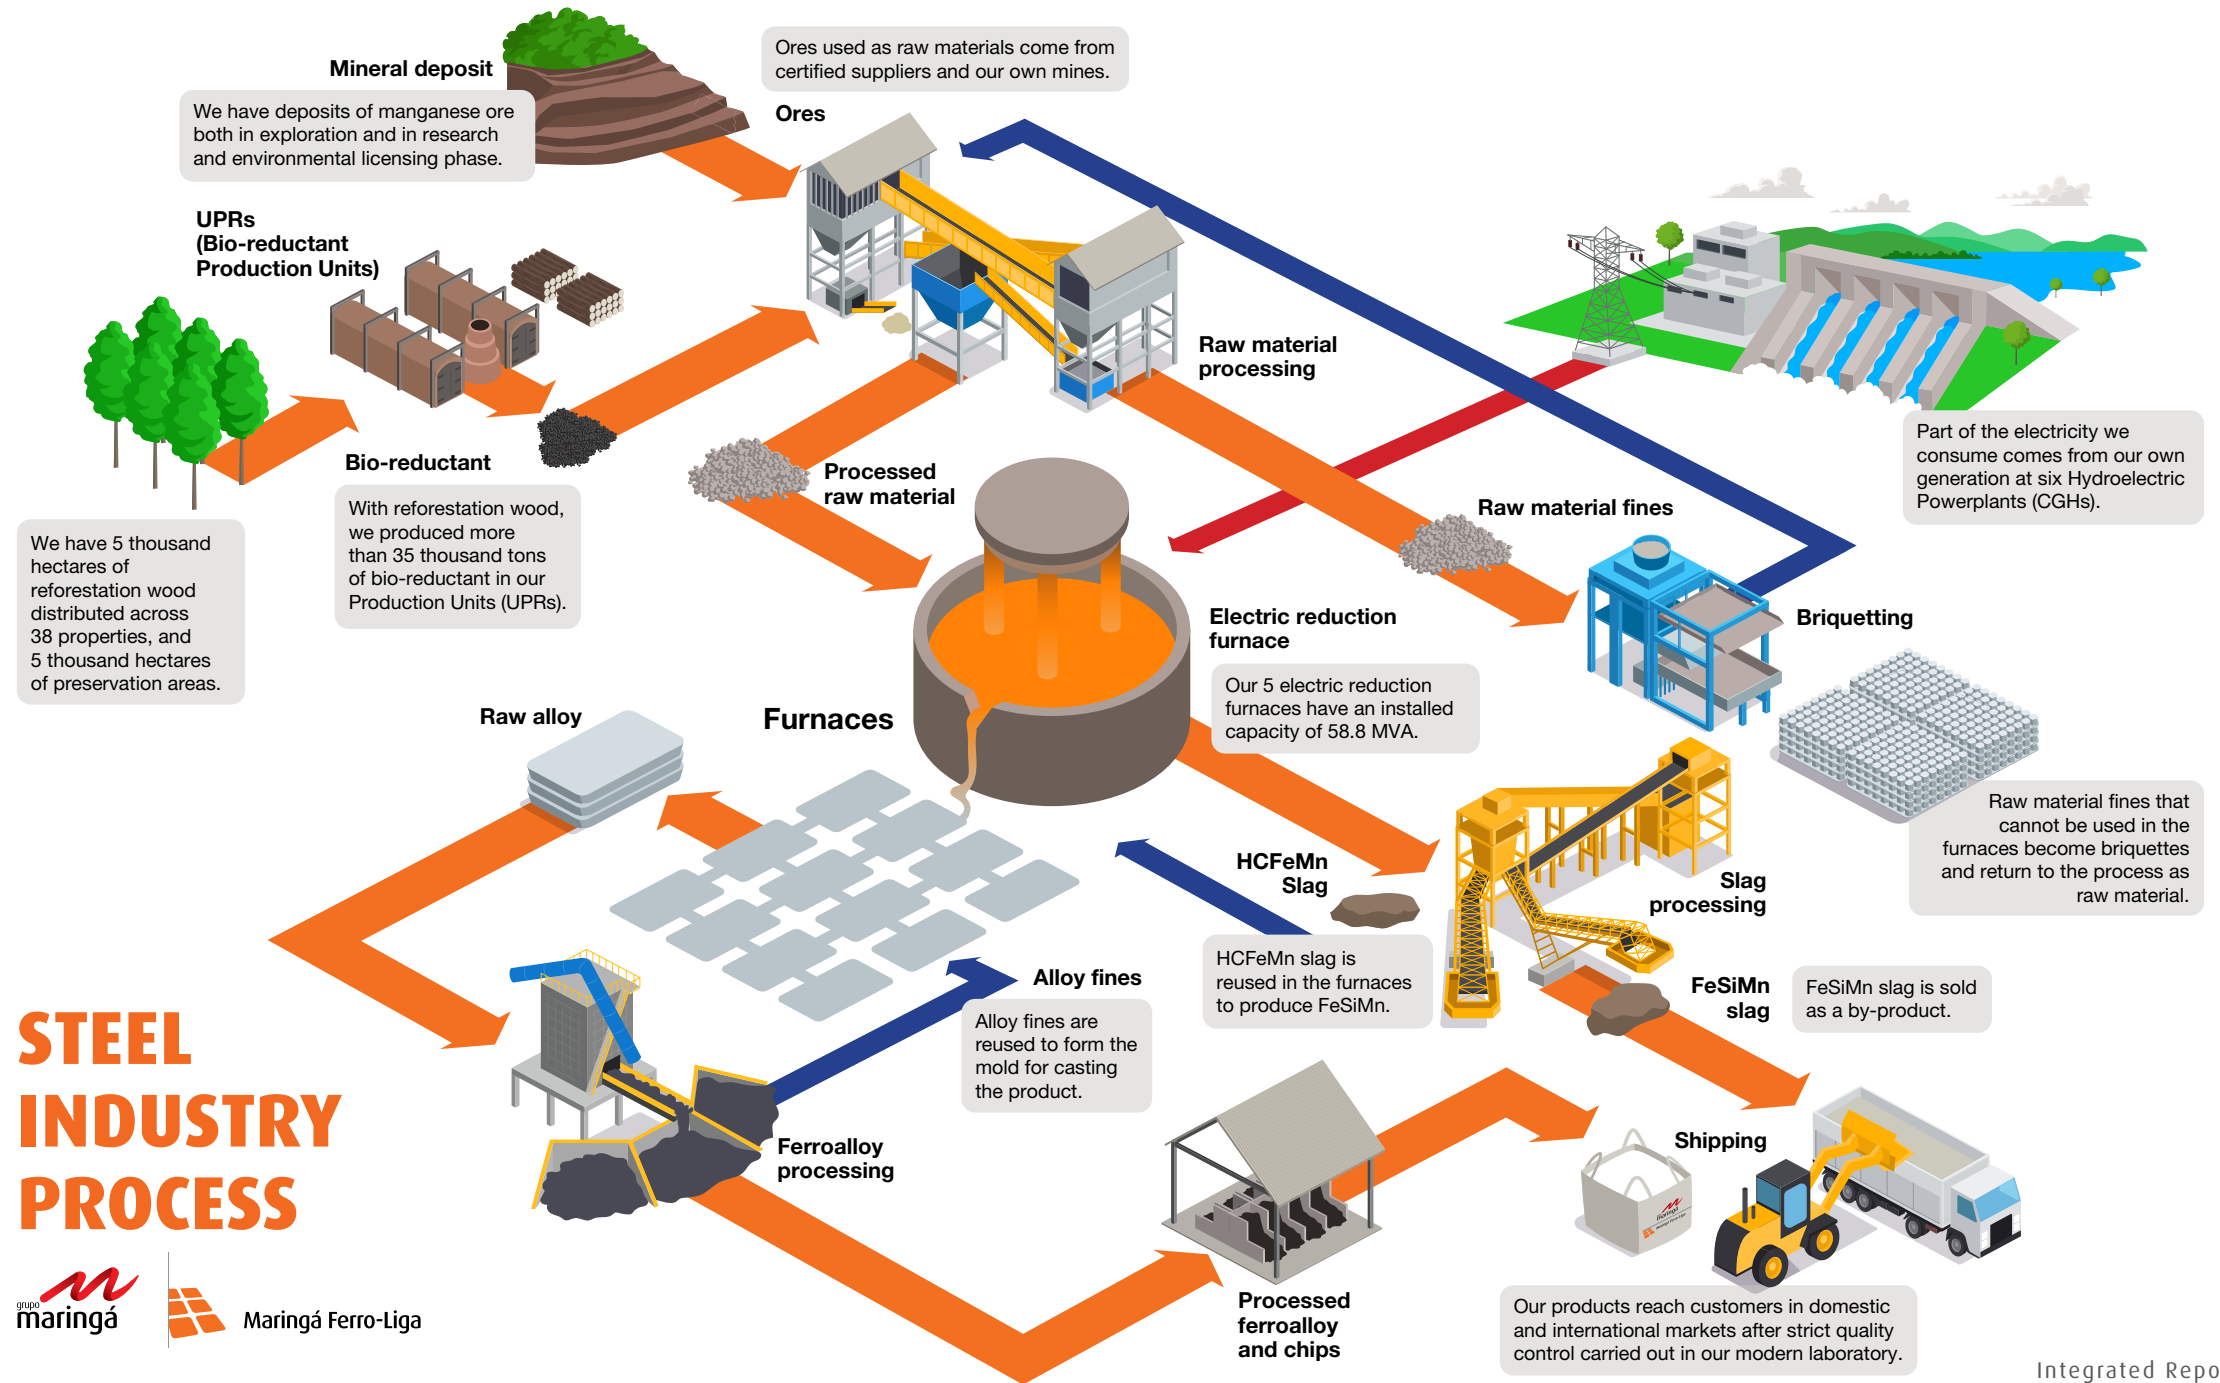 Mineral deposit
We have deposits of manganese ore
both in exploration and in research
and environmental licensing phase.
Ores used as raw materials come from
certified suppliers and our own mines.
Ores
UPRs
(Bio-reductant
Production Units)
Raw material
processing
Part of the electricity we
consume comes from our own
generation at six Hydroelectric
Powerplants (CGHs).
Bio-reductant
With reforestation wood,
we produced more
than 35 thousand tons
of bio-reductant in our
Production Units (UPRs).
Processed
raw material
Raw material fines
We have 5 thousand
hectares of
reforestation wood
distributed across
38 properties, and
5 thousand hectares
of preservation areas.
Electric reduction
furnace
Our 5 electric reduction
furnaces have an installed
capacity of 58.8 MVA.
Briquetting
Raw material fines that
cannot be used in the
furnaces become briquettes
and return to the process as
raw material.
Raw alloy
Furnaces
HCFeMn
Slag
HCFeMn slag is
reused in the furnaces
to produce FeSiMn.
Slag
processing
FeSiMn
slag
FeSiMn slag is sold
as a by-product.
Alloy fines
Alloy fines are
reused to form the
mold for casting
the product.
STEEL
INDUSTRY
PROCESS
Ferroalloy
processing
Shipping
maringá
Maringá Ferro-Liga
grupo
maringá
Maringá Ferro-Liga
Processed
ferroalloy
and chips
Our products reach customers in domestic
and international markets after strict quality
control carried out in our modern laboratory.
Integrated Repo